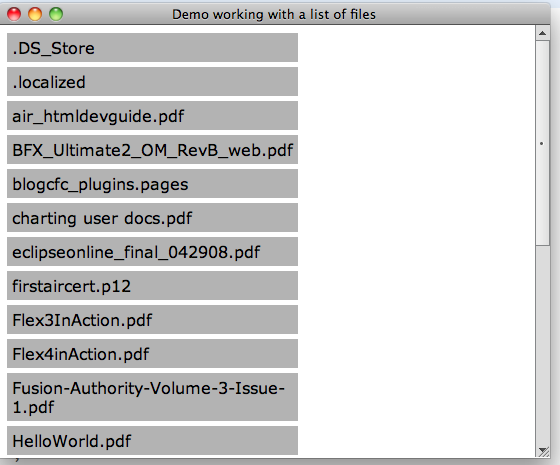 Demo working with a list of files
.DS_Store
.localized
air_htmldevguide.pdf
BFX_Ultimate2_OM_RevB_web.pdf
blogcfc_plugins.pages
charting user docs.pdf
eclipseonline_final_042908.pdf
firstaircert.p12
Flex3InAction.pdf
Flex4inAction.pdf
Fusion-Authority-Volume-3-Issue-
1.pdf
HelloWorld.pdf